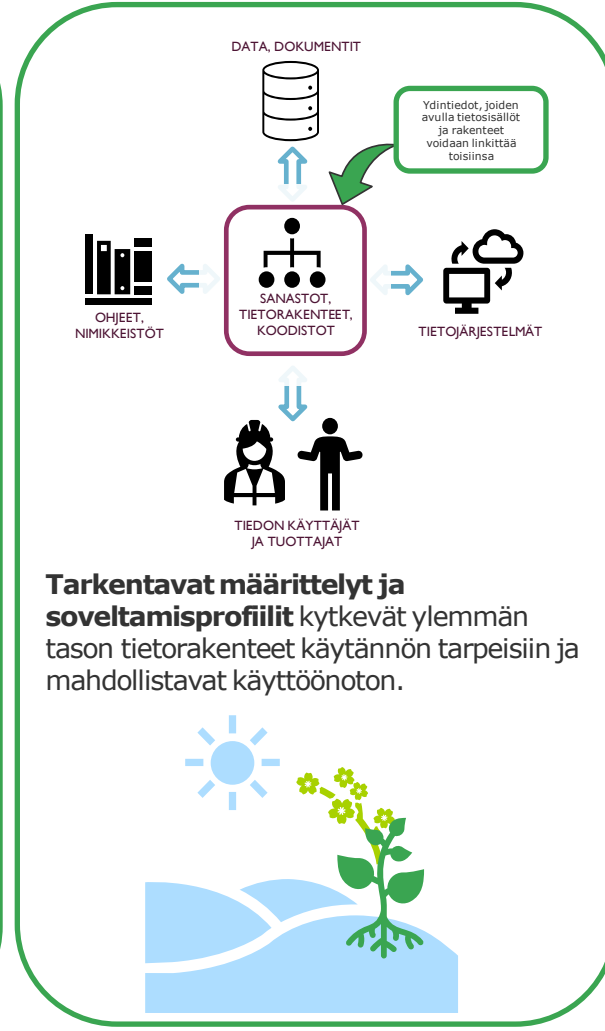 DATA, DOKUMENTIT
Ydintiedot, joiden
avulla tietosisällöt
ja rakenteet
voidaan linkittää
toisiinsa
SANASTOT,
TIETORAKENTEET,
KOODISTOT
OHJEET,
NIMIKKEISTÖT
TIETOJÄRJESTELMÄT
TIEDON KÄYTTÄJÄT
JA TUOTTAJAT
Tarkentavat määrittelyt ja
soveltamisprofiilit kytkevät ylemmän
tason tietorakenteet käytännön tarpeisiin ja
mahdollistavat käyttöönoton.